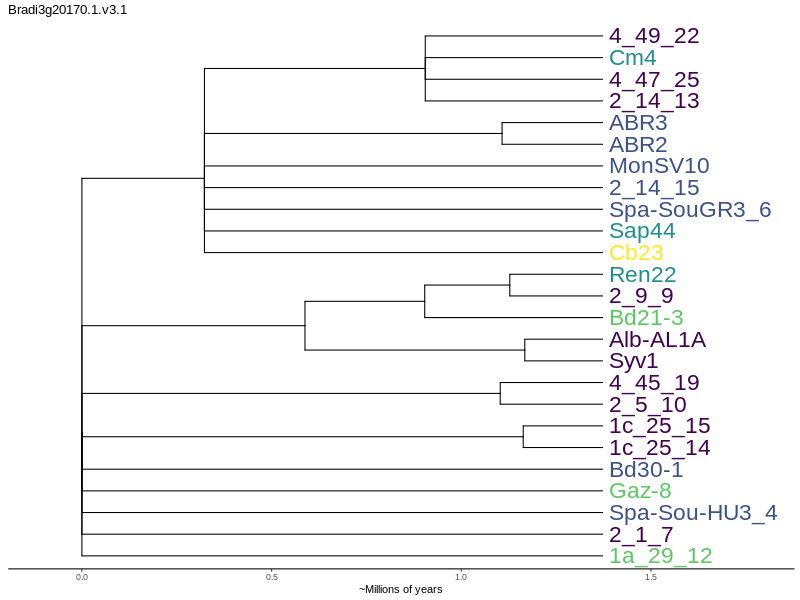 Bradi3g20170.1.v3.1
4_49_22
Cm4
4_47_25
2_14_13
ABR3
ABR2
MonSV10
2_14_15
Spa-SouGR3_6
Sap44
Cb23
Ren22
2_9_9
Bd21-3
Alb-AL1A
Syv1
4_45_19
2_5_10
1c_25_15
1c_25_14
Bd30-1
Gaz-8
Spa-Sou-HU3_4
2_1_7
1a_29_12
0.0 0.5 1.0 1.5
~Millions of years